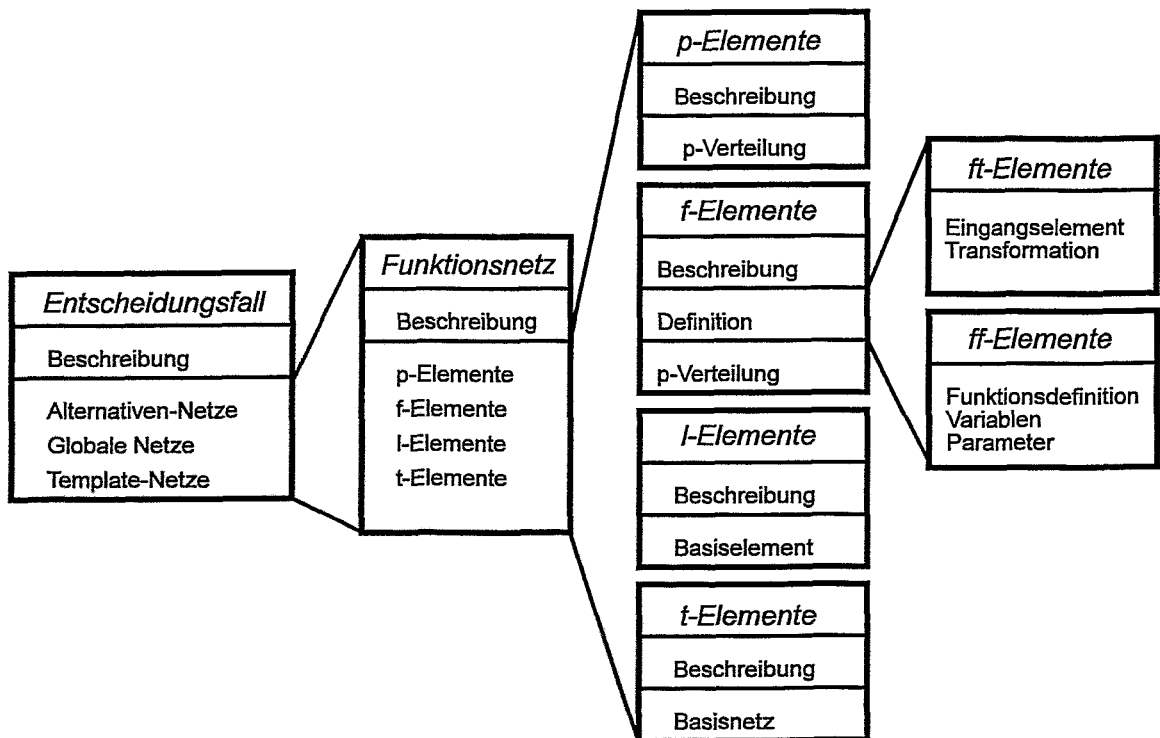 Entscheidungsfall
Beschreibung
Alternativen-Netze
Globale Netze
Template-Netze
Funktionsnetz
Beschreibung
p-Elemente
f-Elemente
l-Elemente
t-Elemente
p-Elemente
Beschreibung
p-Verteilung
f-Elemente
Beschreibung
Definition
p-Verteilung
l-Elemente
Beschreibung
Basiselement
t-Elemente
Beschreibung
Basisnetz
ft-Elemente
Eingangselement
Transformation
ff-Elemente
Funktionsdefinition
Variablen
Parameter